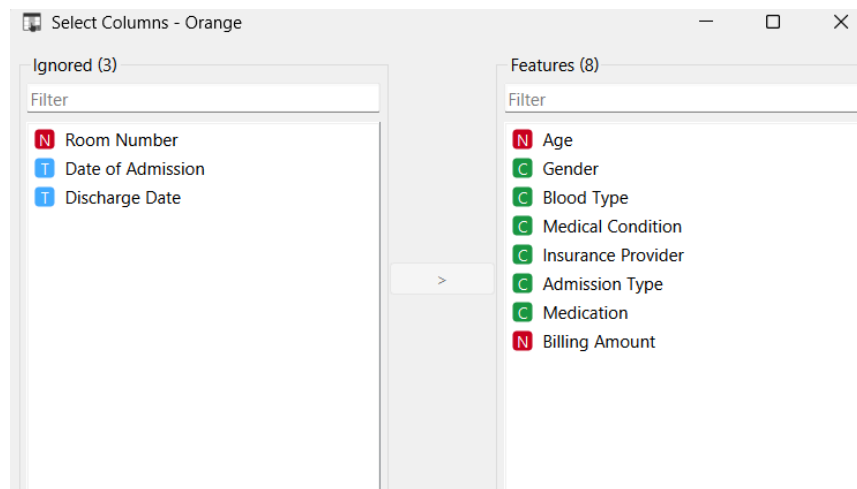 Select Columns - Orange
Ignored (3)
Filter
N Room Number
T Date of Admission
T Discharge Date
>
Features (8)
Filter
N Age
C Gender
C Blood Type
C Medical Condition
C Insurance Provider
C Admission Type
C Medication
N Billing Amount